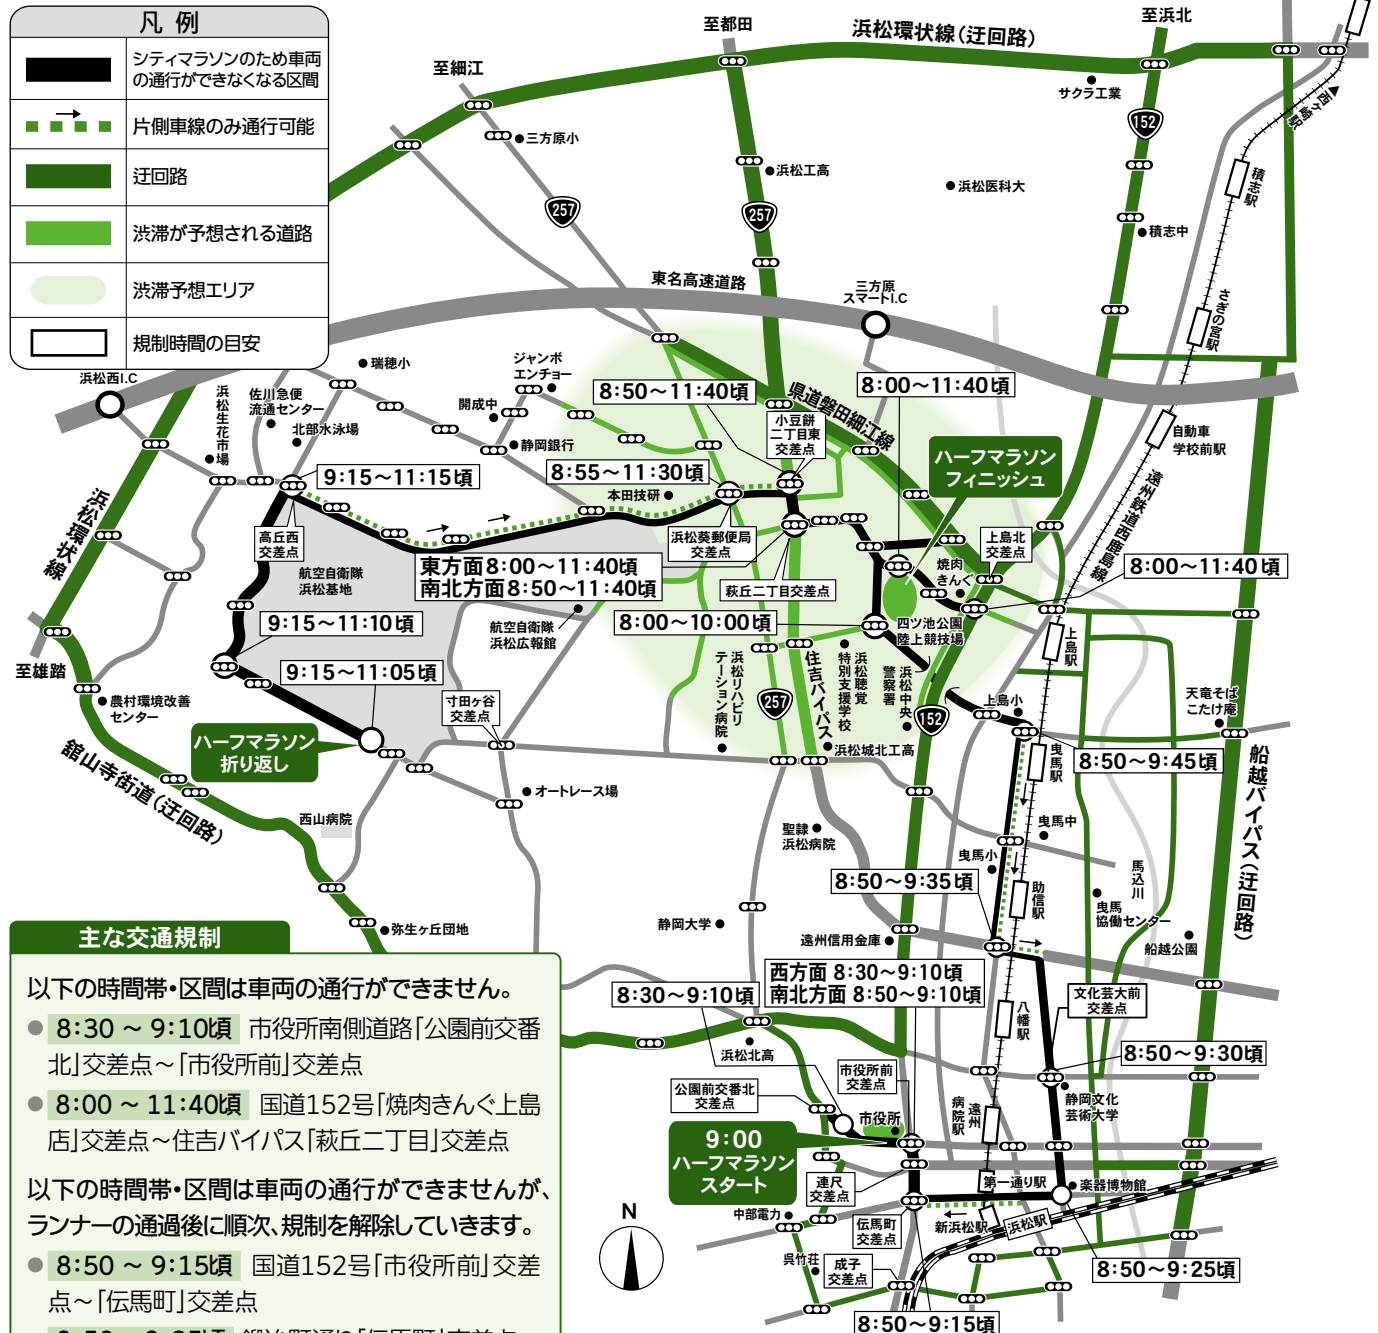 凡 例
シティマラソンのため車両
の通行ができなくなる区間
片側車線のみ通行可能
迂回路
渋滞が予想される道路
渋滞予想エリア
規制時間の目安
至都田
浜松環状線(迂回路)
至浜北
至細江
サクラ工業
152
西ヶ崎駅
三方原小
浜松工高
浜松医科大
積志駅
257
257
積志中
東名高速道路
三方原
スマートI.C
さぎの宮駅
浜松西I.C
瑞穂小
ジャンボ
エンチョー
8:50〜11:40頃
8:00〜11:40頃
県道磐田細江線
浜松生花市場
佐川急便
流通センター
北部水泳場
開成中
静岡銀行
小豆餅
二丁目東
交差点
自動車
学校前駅
ハーフマラソン
フィニッシュ
9:15〜11:15頃
8:55〜11:30頃
本田技研
遠州鉄道西鹿島線
浜松環状線
高丘西
交差点
浜松葵郵便局
交差点
上島北
交差点
航空自衛隊
浜松基地
東方面8:00〜11:40頃
南北方面8:50〜11:40頃
萩丘二丁目交差点
焼肉
きんぐ
8:00〜11:40頃
9:15〜11:10頃
航空自衛隊
浜松広報館
8:00〜10:00頃
四ツ池公園
陸上競技場
上島駅
至雄踏
9:15〜11:05頃
農村環境改善
センター
寸田ヶ谷
交差点
浜松リハビリ
テーション病院
257
住吉バイパス
浜松聴覚
特別支援学校
浜松中央
警察署
152
上島小
天竜そば
こたけ庵
ハーフマラソン
折り返し
浜松城北工高
曳馬駅
8:50〜9:45頃
舘山寺街道(迂回路)
オートレース場
西山病院
聖隷
浜松病院
曳馬中
曳馬小
馬込川
船越バイパス(迂回路)
8:50〜9:35頃
助信駅
曳馬
協働センター
静岡大学
遠州信用金庫
船越公園
弥生ヶ丘団地
西方面 8:30〜9:10頃
南北方面 8:50〜9:10頃
8:30〜9:10頃
文化芸大前
交差点
八幡駅
浜松北高
8:50〜9:30頃
市役所前
交差点
公園前交番北
交差点
静岡文化
芸術大学
遠州
病院駅
市役所
9:00
ハーフマラソン
スタート
連尺
交差点
第一通り駅
楽器博物館
中部電力
伝馬町
交差点
新浜松駅
浜松駅
N
呉竹荘
成子
交差点
8:50〜9:25頃
8:50〜9:15頃
主な交通規制
以下の時間帯・区間は車両の通行ができません。
● 8:30 〜 9:10頃 市役所南側道路「公園前交番
北」交差点〜「市役所前」交差点
● 8:00 〜 11:40頃 国道152号「焼肉きんぐ上島
店」交差点〜住吉バイパス「萩丘二丁目」交差点
以下の時間帯・区間は車両の通行ができませんが、
ランナーの通過後に順次、規制を解除していきます。
● 8:50 〜 9:15頃 国道152号「市役所前」交差
点〜「伝馬町」交差点